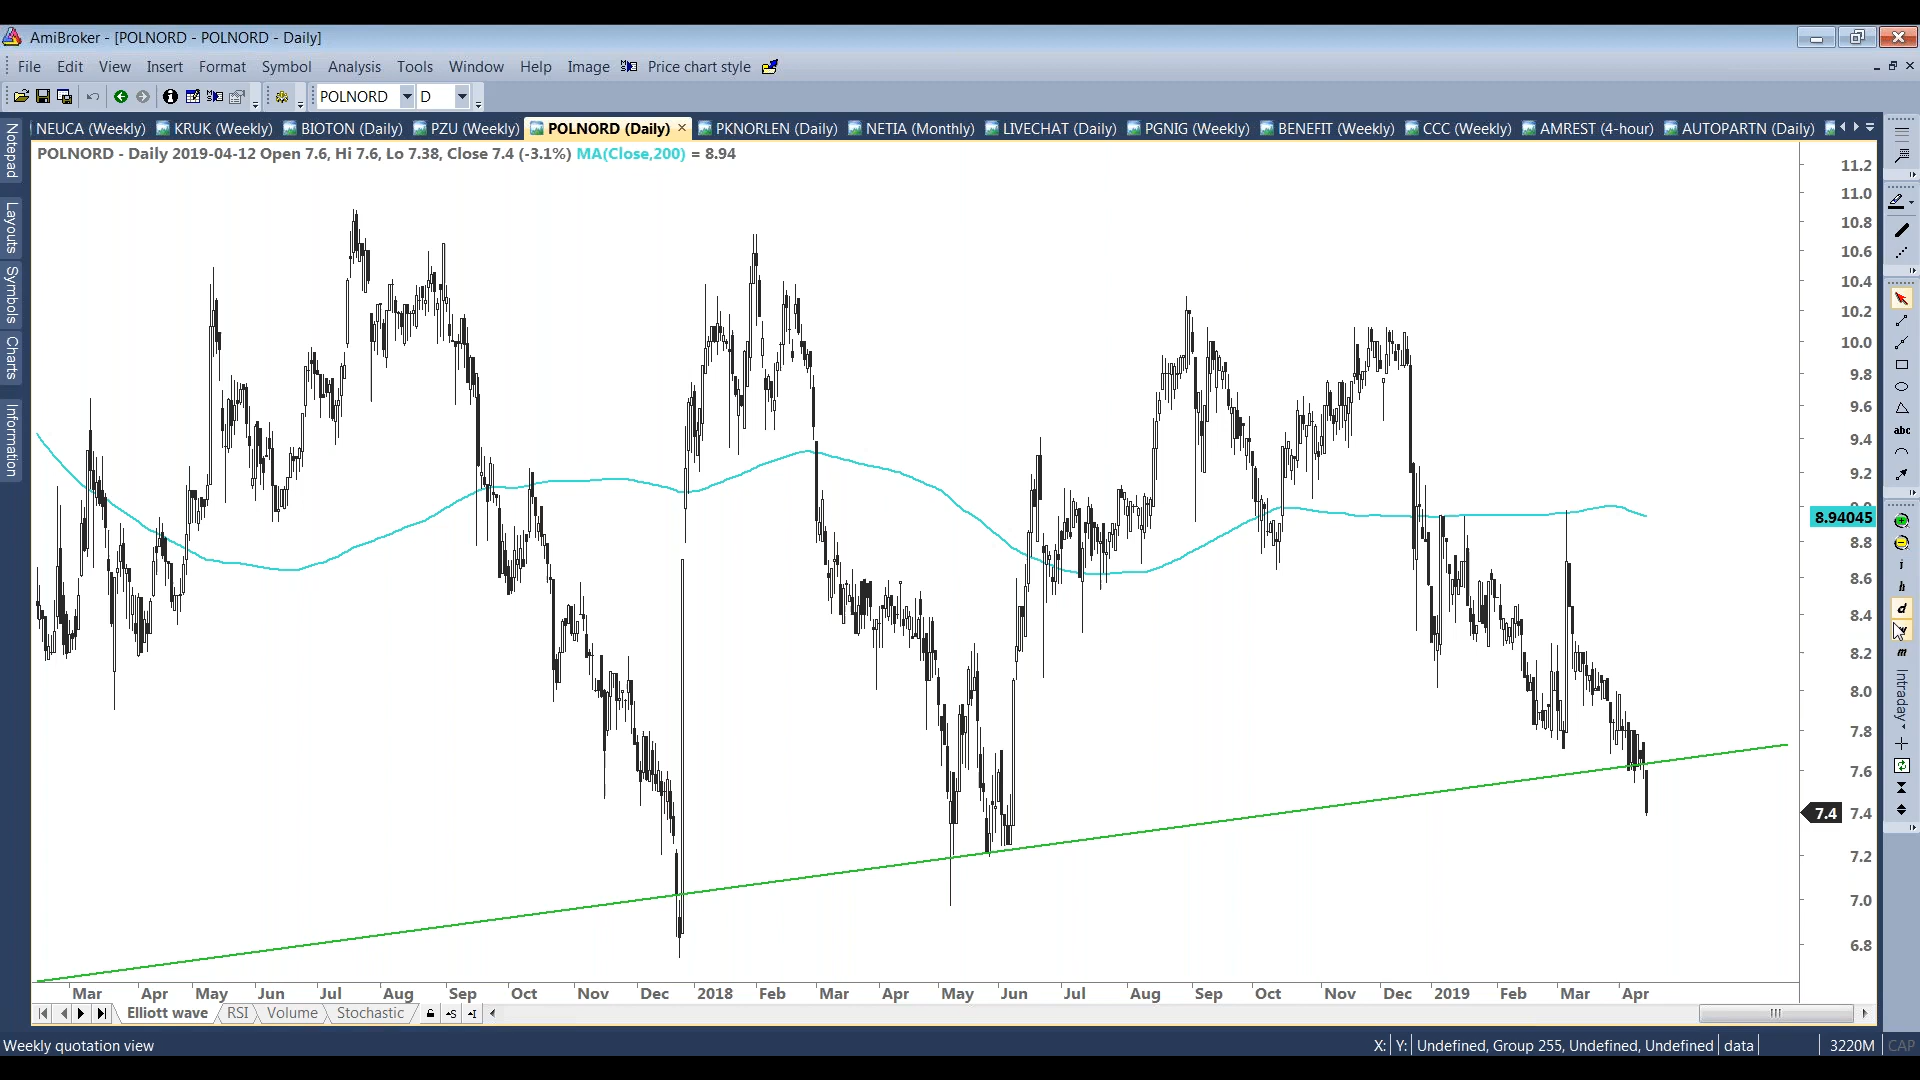 AmiBroker - [POLNORD - POLNORD - Daily]
File Edit View Insert Format Symbol Analysis Tools Window Help Image Price chart style
POLNORD D
NEUCA (Weekly) KRUK (Weekly) BIOTON (Daily) PZU (Weekly) POLNORD (Daily) PKNORLEN (Daily) NETIA (Monthly) LIVECHAT (Daily) PGNIG (Weekly) BENEFIT (Weekly) CCC (Weekly) AMREST (4-hour) AUTOPARTN (Daily)
POLNORD - Daily 2019-04-12 Open 7.6, Hi 7.6, Lo 7.38, Close 7.4 (-3.1%) MA(Close,200) = 8.94
Notepad
Layouts
Symbols
Charts
Information
11.2
11.0
10.8
10.6
10.4
10.2
10.0
9.8
9.6
9.4
9.2
8.94045
8.8
8.6
8.4
8.2
8.0
7.8
7.6
7.4 7.4
7.2
7.0
6.8
abc
i
h
d
m
Intraday
Mar Apr May Jun Jul Aug Sep Oct Nov Dec 2018 Feb Mar Apr May Jun Jul Aug Sep Oct Nov Dec 2019 Feb Mar Apr
Elliott wave RSI Volume Stochastic
Weekly quotation view X: Y: Undefined, Group 255, Undefined, Undefined data 3220M CAP